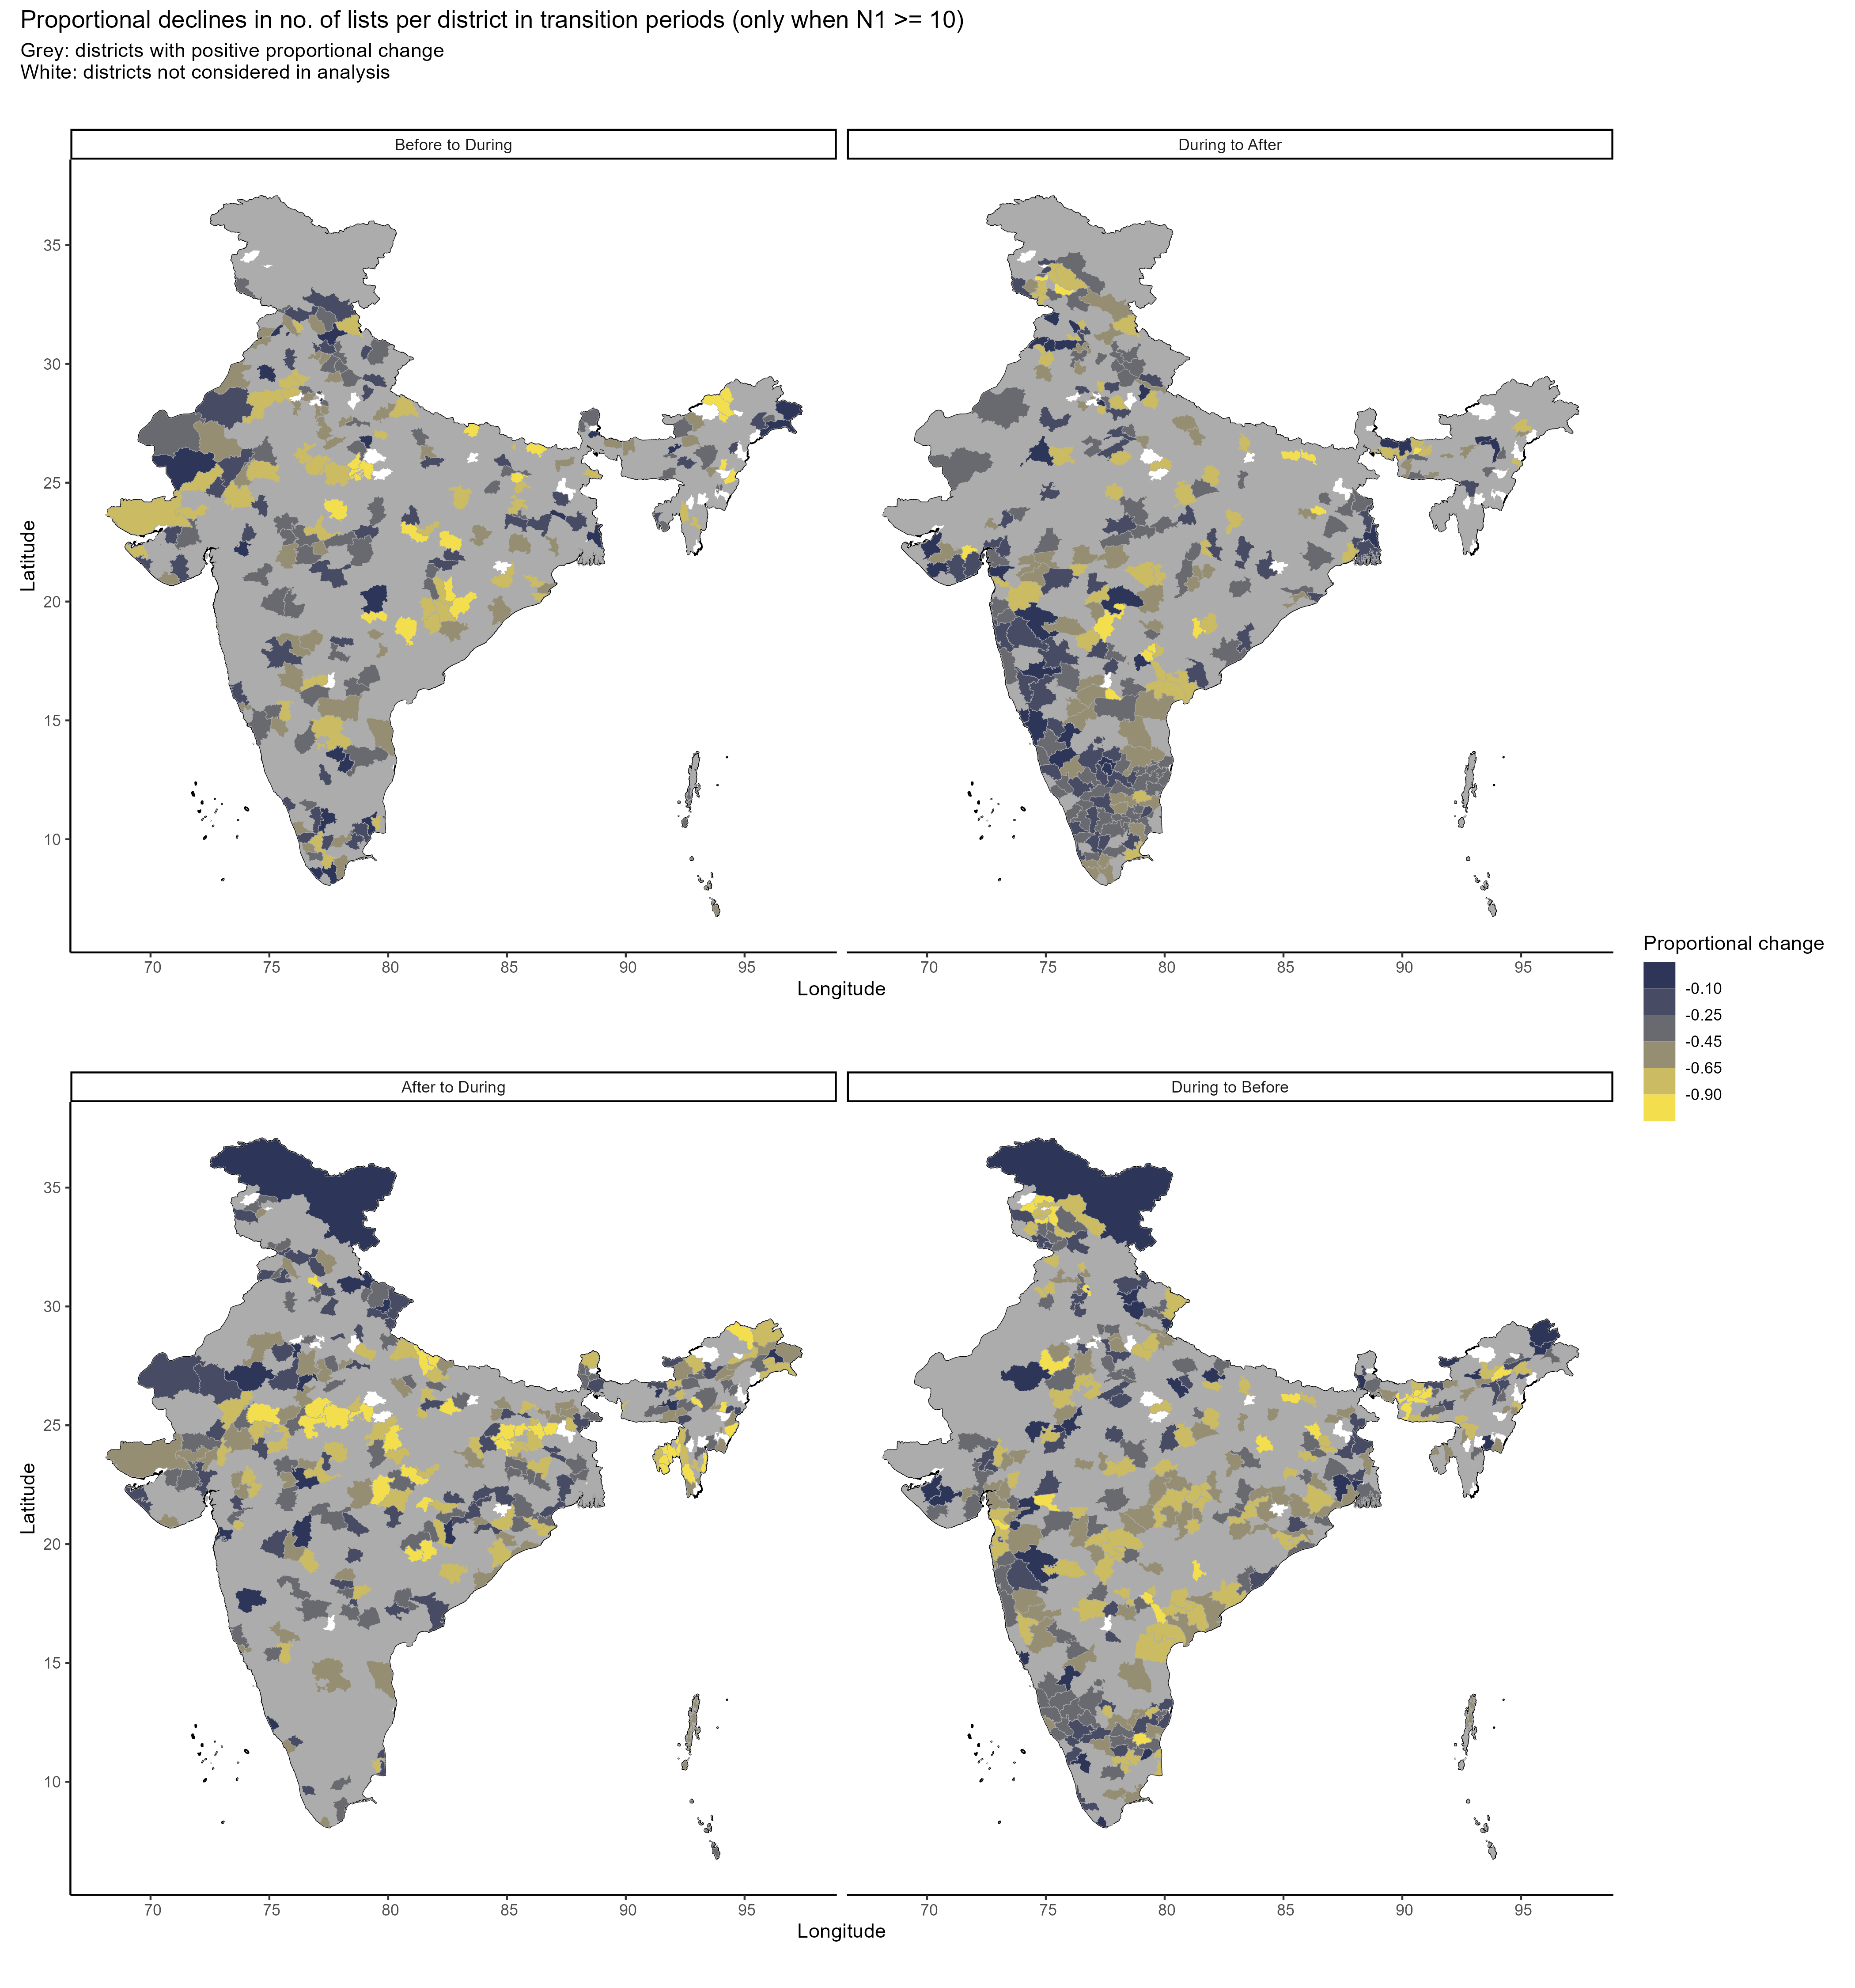 Proportional declines in no. of lists per district in transition periods (only when N1 >= 10)
Grey: districts with positive proportional change
White: districts not considered in analysis
Before to During
During to After
35
30
25
20
15
10
Latitude
70 75 80 85 90 95
70 75 80 85 90 95
Longitude
Proportional change
-0.10
-0.25
-0.45
-0.65
-0.90
After to During
During to Before
35
30
25
20
15
10
Latitude
70 75 80 85 90 95
70 75 80 85 90 95
Longitude